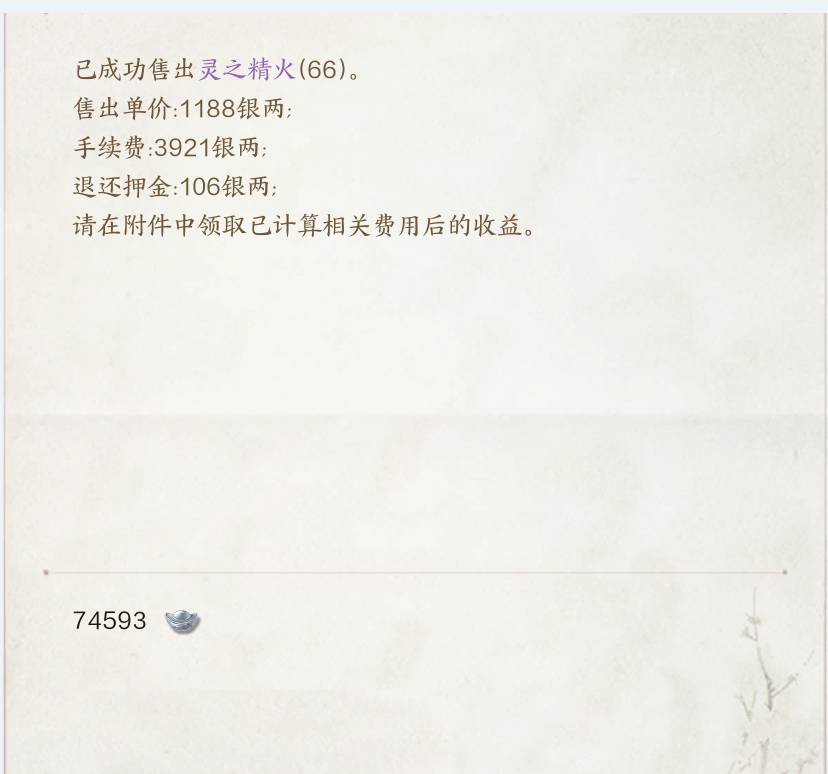 已成功售出灵之精火(66)。
售出单价:1188银两;
手续费:3921银两;
退还押金:106银两;
请在附件中领取已计算相关费用后的收益。
74593